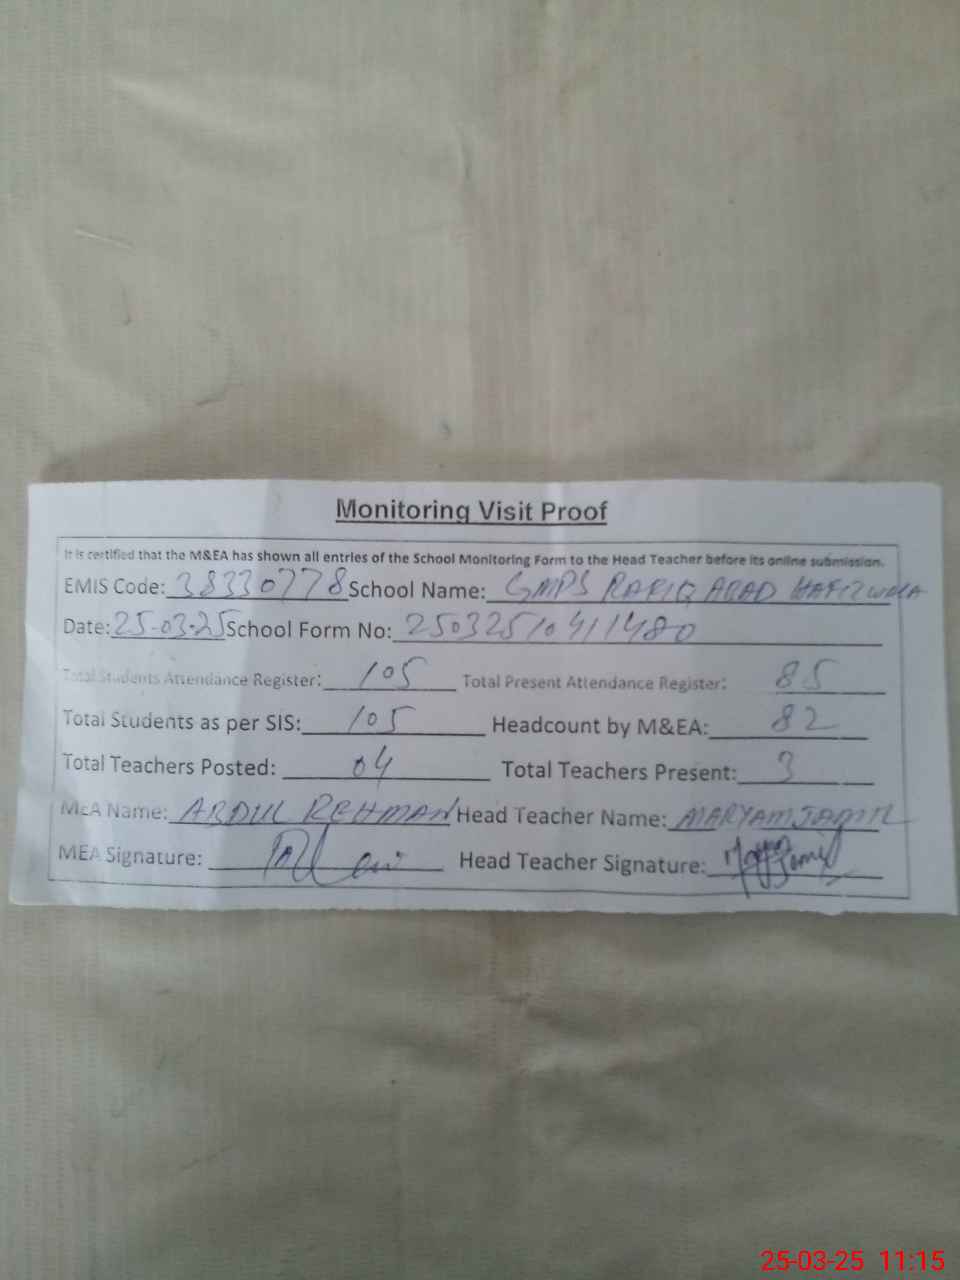 Monitoring Visit Proof
It is certified that the M&EA has shown all entries of the School Monitoring Form to the Head Teacher before its online submission.
EMIS Code: 38330778 School Name: GMPS RAFIQ ABAD
Date: 25-03-25 School Form No: 25032510411480
Total Students Attendance Register: 105 Total Present Attendance Register: 85
Total Students as per SIS: 105 Headcount by M&EA: 82
Total Teachers Posted: 04 Total Teachers Present: 3
MEA Name: ABDUL REHMAN Head Teacher Name: MARYAM JAMIL
MEA Signature: Head Teacher Signature:
25-03-25 11:15